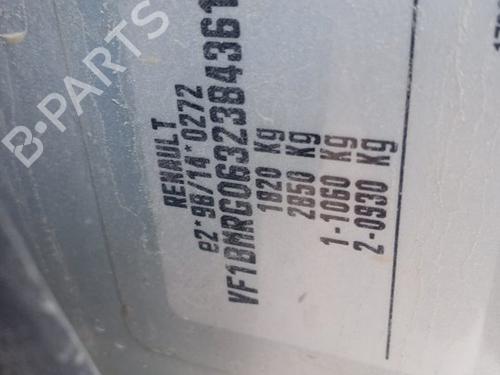 RENAULT
e2*98/14*0272
VF1BMRG0632384361
1820 Kg
2850 Kg
1-1060 Kg
2-0930 Kg
B-PARTS